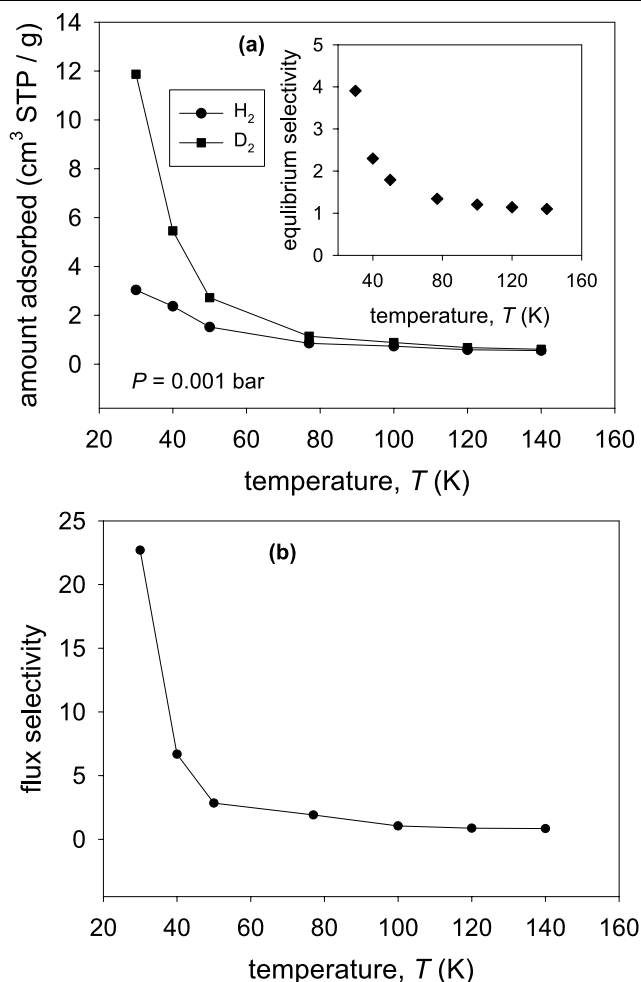 (a)
H2
D2
amount adsorbed (cm3 STP / g)
14
12
10
8
6
4
2
0
P = 0.001 bar
20 40 60 80 100 120 140 160
temperature, T (K)
equlibrium selectivity
5
4
3
2
1
0
40 80 120 160
temperature, T (K)
(b)
flux selectivity
25
20
15
10
5
0
20 40 60 80 100 120 140 160
temperature, T (K)